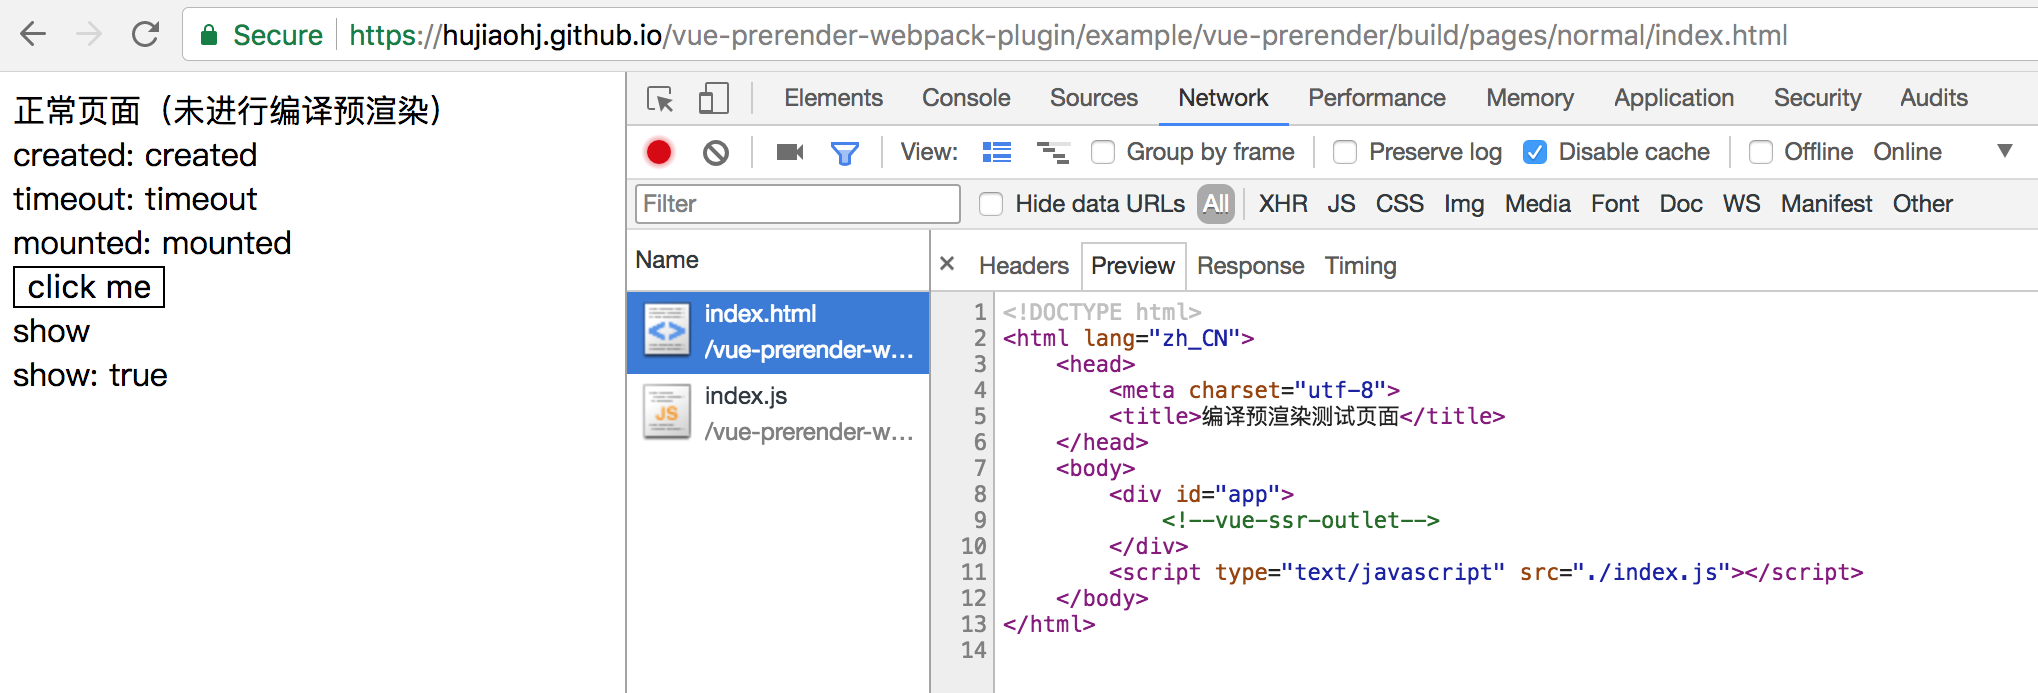 Secure https://hujiaohj.github.io/vue-prerender-webpack-plugin/example/vue-prerender/build/pages/normal/index.html
正常页面（未进行编译预渲染）
created: created
timeout: timeout
mounted: mounted
click me
show
show: true
Elements Console Sources Network Performance Memory Application Security Audits
View: Group by frame Preserve log Disable cache Offline Online
Filter Hide data URLs All XHR JS CSS Img Media Font Doc WS Manifest Other
Name
index.html
/vue-prerender-w...
JS
index.js
/vue-prerender-w...
× Headers Preview Response Timing
1 <!DOCTYPE html>
2 <html lang="zh_CN">
3 <head>
4 <meta charset="utf-8">
5 <title>编译预渲染测试页面</title>
6 </head>
7 <body>
8 <div id="app">
9 <!--vue-ssr-outlet-->
10 </div>
11 <script type="text/javascript" src="./index.js"></script>
12 </body>
13 </html>
14